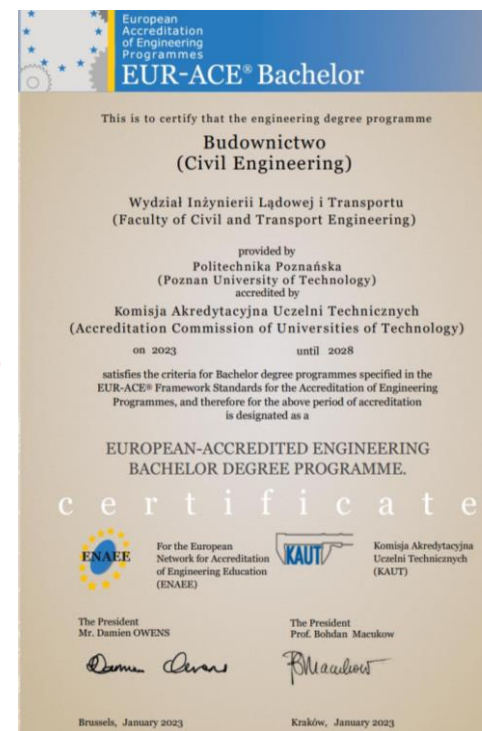 European
Accreditation
of Engineering
Programmes
EUR-ACE® Bachelor
This is to certify that the engineering degree programme
Budownictwo
(Civil Engineering)
Wydział Inżynierii Lądowej i Transportu
(Faculty of Civil and Transport Engineering)
provided by
Politechnika Poznańska
(Poznan University of Technology)
accredited by
Komisja Akredytacyjna Uczelni Technicznych
(Accreditation Commission of Universities of Technology)
on 2023 until 2028
satisfies the criteria for Bachelor degree programmes specified in the
EUR-ACE® Framework Standards for the Accreditation of Engineering
Programmes, and therefore for the above period of accreditation
is designated as a
EUROPEAN-ACCREDITED ENGINEERING
BACHELOR DEGREE PROGRAMME.
certificate
ENAEE
For the European
Network for Accreditation
of Engineering Education
(ENAEE)
KAUT
Komisja Akredytacyjna
Uczelni Technicznych
(KAUT)
The President
Mr. Damien OWENS
The President
Prof. Bohdan Macukow
Damien Owens
BMacukow
Brussels, January 2023
Kraków, January 2023